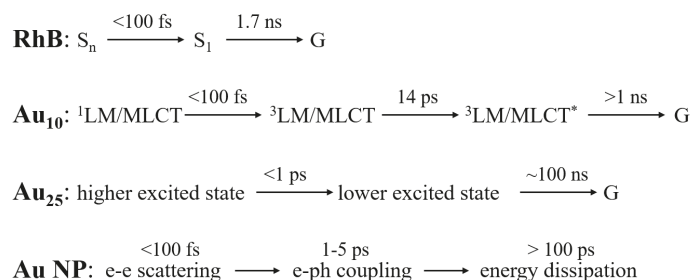 <100 fs 1.7 ns
RhB: Sₙ ⟶ S₁ ⟶ G
<100 fs 14 ps >1 ns
Au₁₀: ¹LM/MLCT ⟶ ³LM/MLCT ⟶ ³LM/MLCT* ⟶ G
<1 ps ~100 ns
Au₂₅: higher excited state ⟶ lower excited state ⟶ G
<100 fs 1-5 ps > 100 ps
Au NP: e-e scattering ⟶ e-ph coupling ⟶ energy dissipation